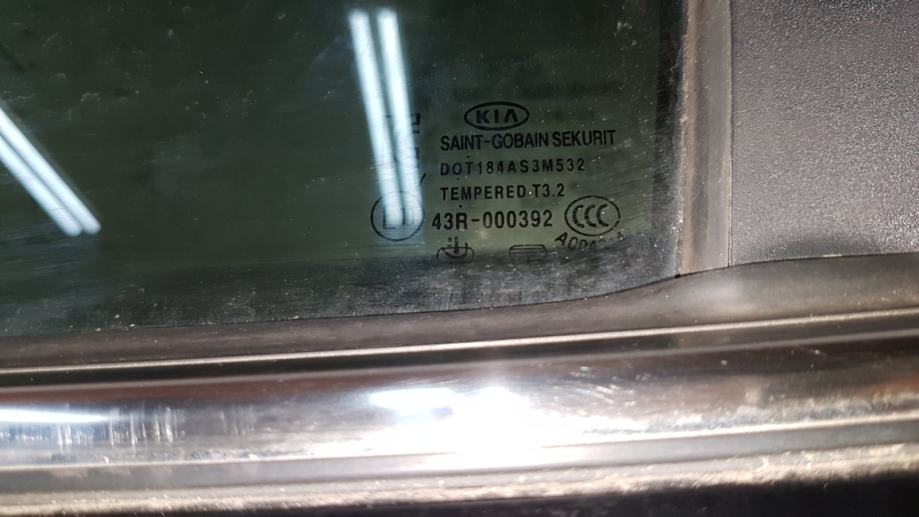 KIA
SAINT-GOBAIN SEKURIT
DOT184AS3M532
TEMPERED T3.2
43R-000392
CCC